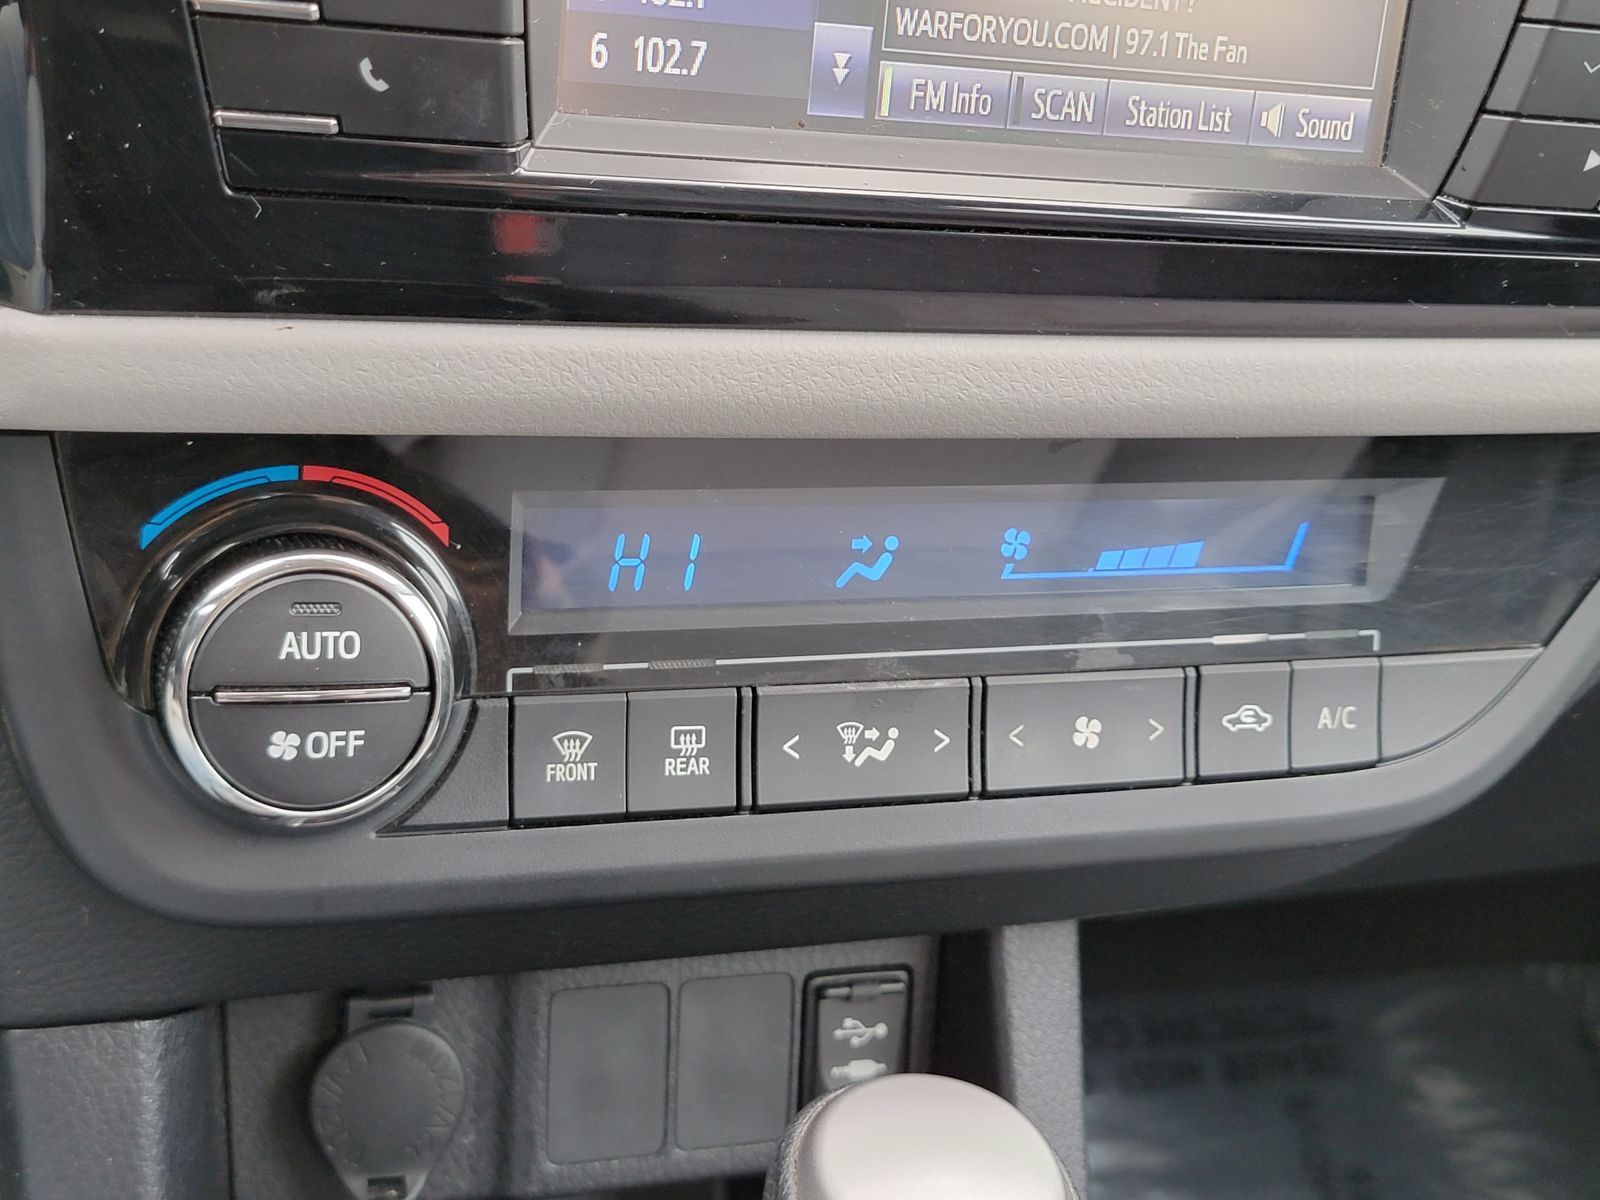 6 102.7
WARFORYOU.COM | 97.1 The Fan
FM Info SCAN Station List Sound
HI
AUTO
OFF
FRONT
REAR
A/C